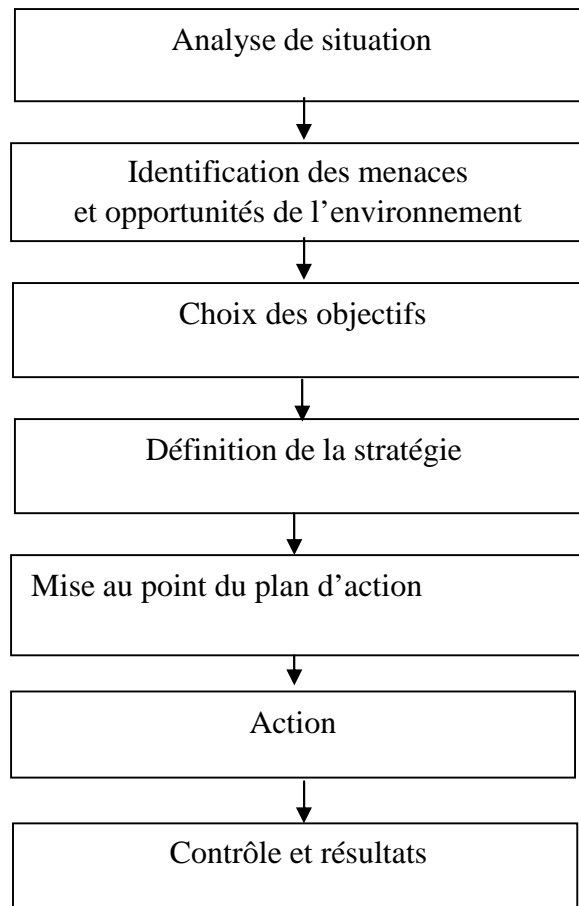 Analyse de situation
Identification des menaces
et opportunités de l’environnement
Choix des objectifs
Définition de la stratégie
Mise au point du plan d’action
Action
Contrôle et résultats